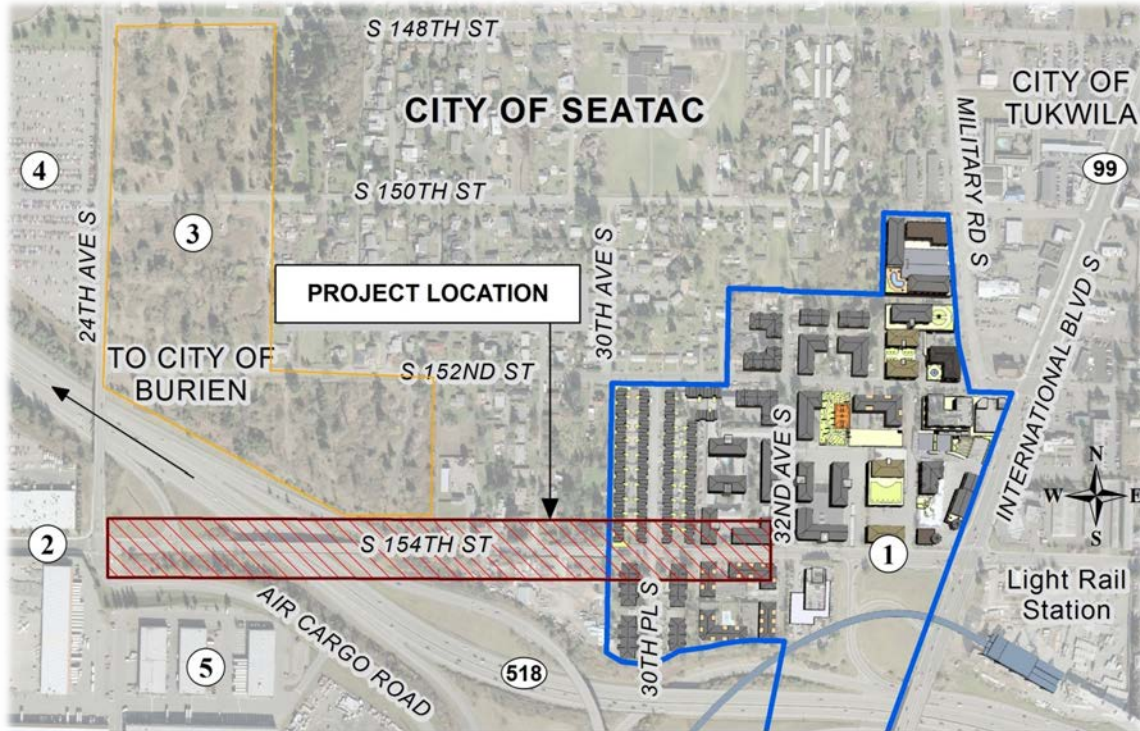 S 148TH ST
CITY OF SEATAC
CITY OF
TUKWILA
MILITARY RD S
99
4
3
24TH AVE S
S 150TH ST
30TH AVE S
INTERNATIONAL BLVD S
PROJECT LOCATION
TO CITY OF
BURIEN
S 152ND ST
32ND AVE S
N
W E
S
2
S 154TH ST
1
Light Rail
Station
AIR CARGO ROAD
5
518
30TH PL S